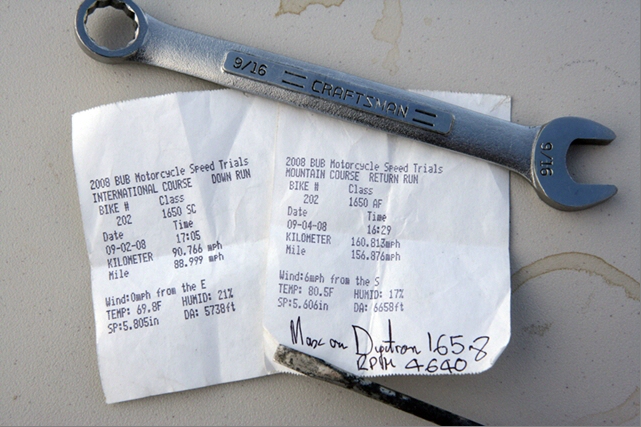 9/16 CRAFTSMAN
9/16
2008 BUB Motorcycle Speed Trials
INTERNATIONAL COURSE DOWN RUN
BIKE # Class
202 1650 SC
Date Time
09-02-08 17:05
KILOMETER 90.766 mph
Mile 88.999 mph
Wind:0mph from the E
TEMP: 69.8F HUMID: 21%
SP:5.805in DA: 5738ft
2008 BUB Motorcycle Speed Trials
MOUNTAIN COURSE RETURN RUN
BIKE # Class
202 1650 AF
Date Time
09-04-08 16:29
KILOMETER 160.813mph
Mile 156.876mph
Wind:6mph from the S
TEMP: 80.5F HUMID: 17%
SP:5.606in DA: 6658ft
Max on Digitron 165.8
RPM 4640